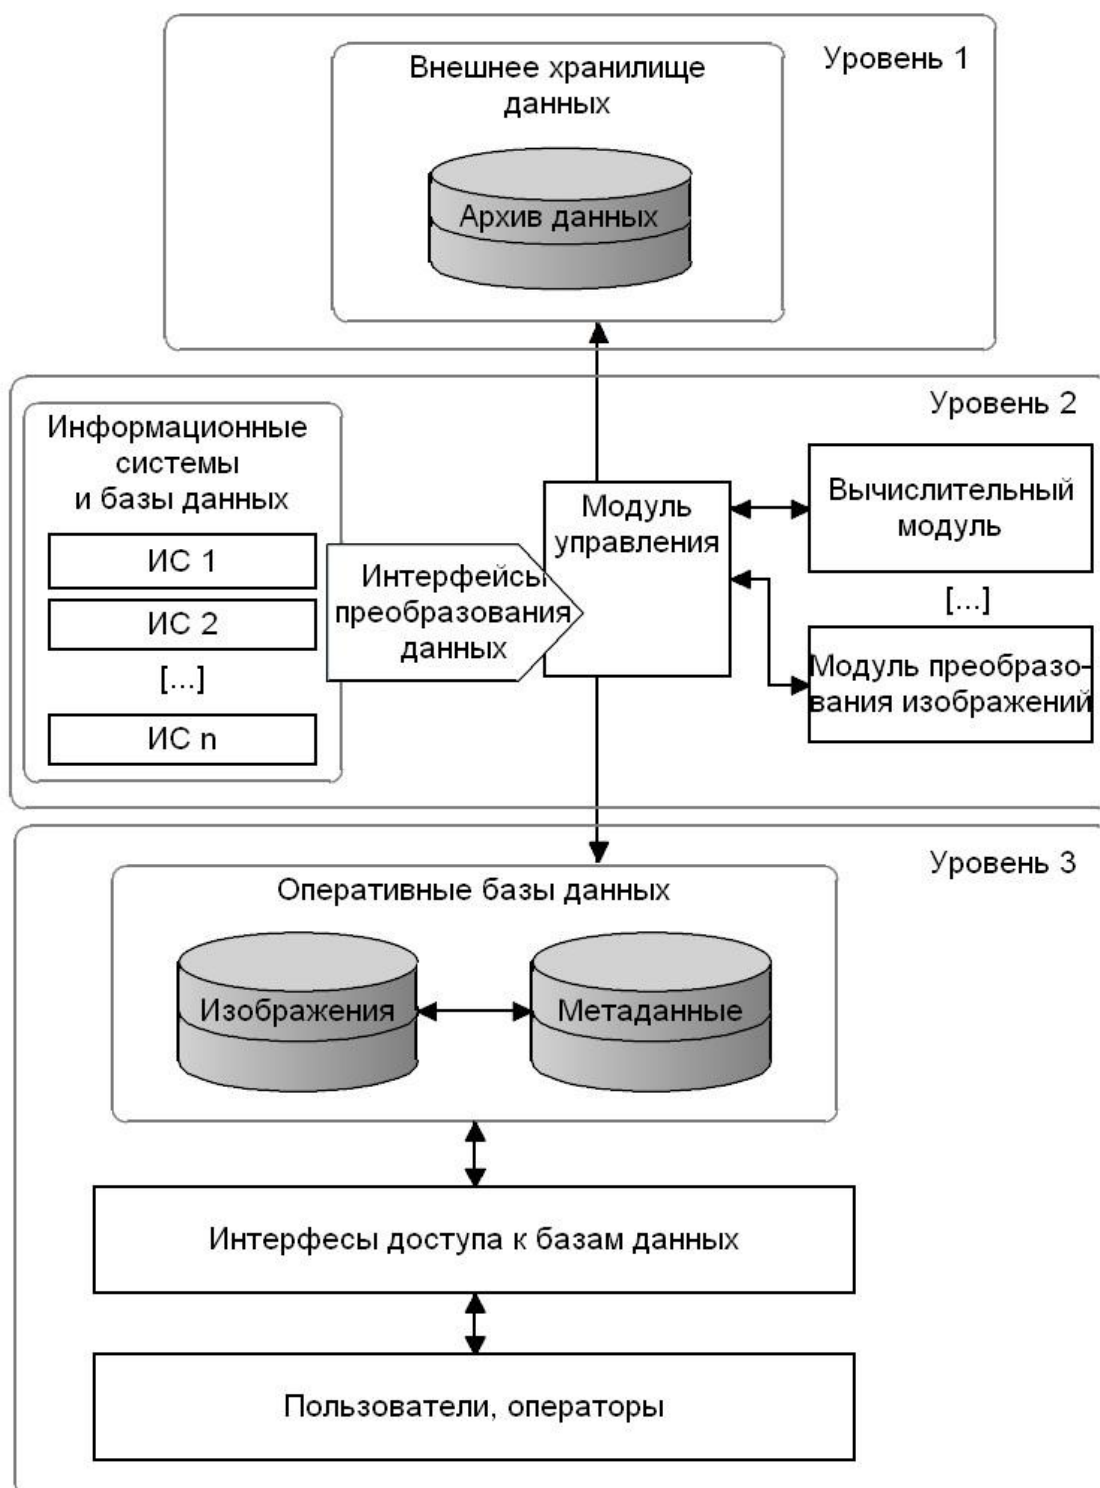 Уровень 1
Внешнее хранилище
данных
Архив данных
Уровень 2
Информационные
системы
и базы данных
ИС 1
ИС 2
[...]
ИС n
Интерфейсы
преобразования
данных
Модуль
управления
Вычислительный
модуль
[...]
Модуль преобразо-
вания изображений
Уровень 3
Оперативные базы данных
Изображения
Метаданные
Интерфесы доступа к базам данных
Пользователи, операторы